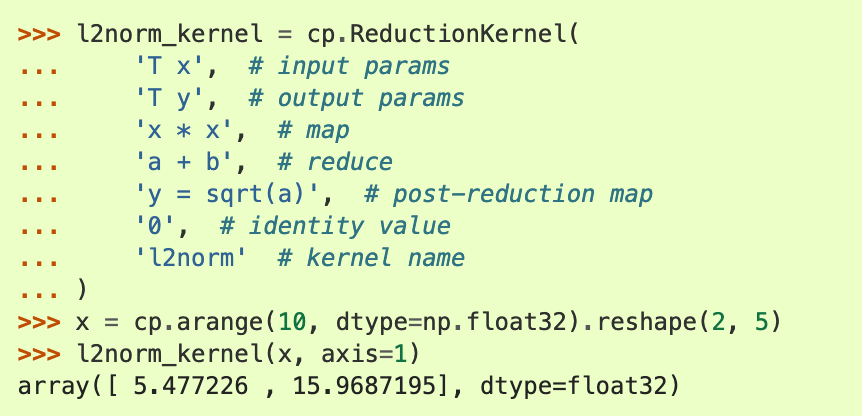 >>> l2norm_kernel = cp.ReductionKernel(
...     'T x',  # input params
...     'T y',  # output params
...     'x * x',  # map
...     'a + b',  # reduce
...     'y = sqrt(a)',  # post-reduction map
...     '0',  # identity value
...     'l2norm'  # kernel name
... )
>>> x = cp.arange(10, dtype=np.float32).reshape(2, 5)
>>> l2norm_kernel(x, axis=1)
array([ 5.477226 , 15.9687195], dtype=float32)